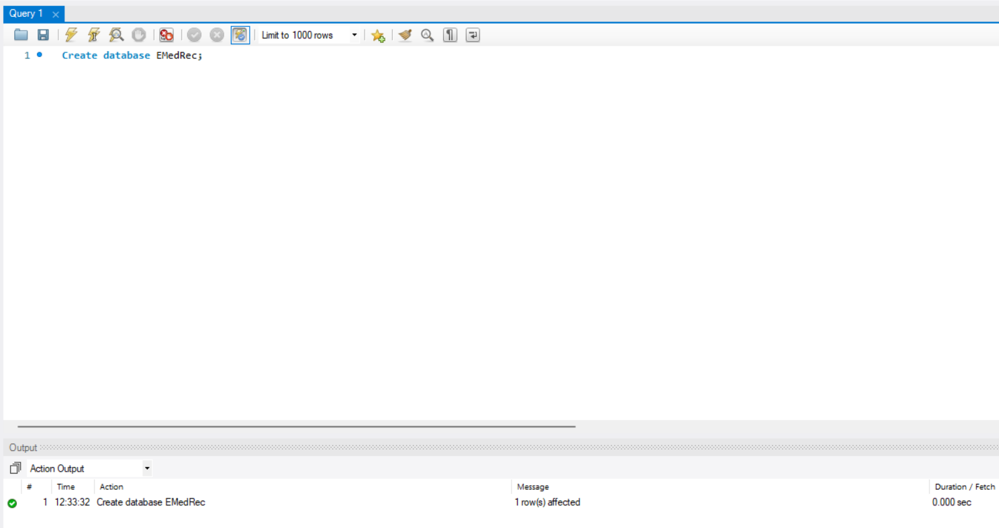 Query 1
Limit to 1000 rows
1 Create database EMedRec;
Output
Action Output
# Time Action Message Duration / Fetch
1 12:33:32 Create database EMedRec 1 row(s) affected 0.000 sec